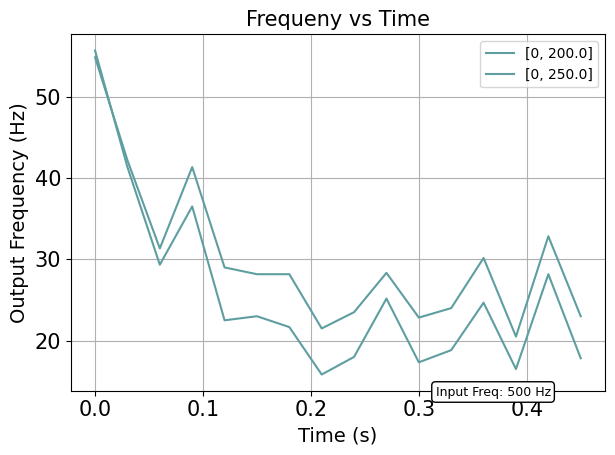 Frequeny vs Time
[0, 200.0]
[0, 250.0]
Output Frequency (Hz)
50
40
30
20
Input Freq: 500 Hz
0.0 0.1 0.2 0.3 0.4
Time (s)